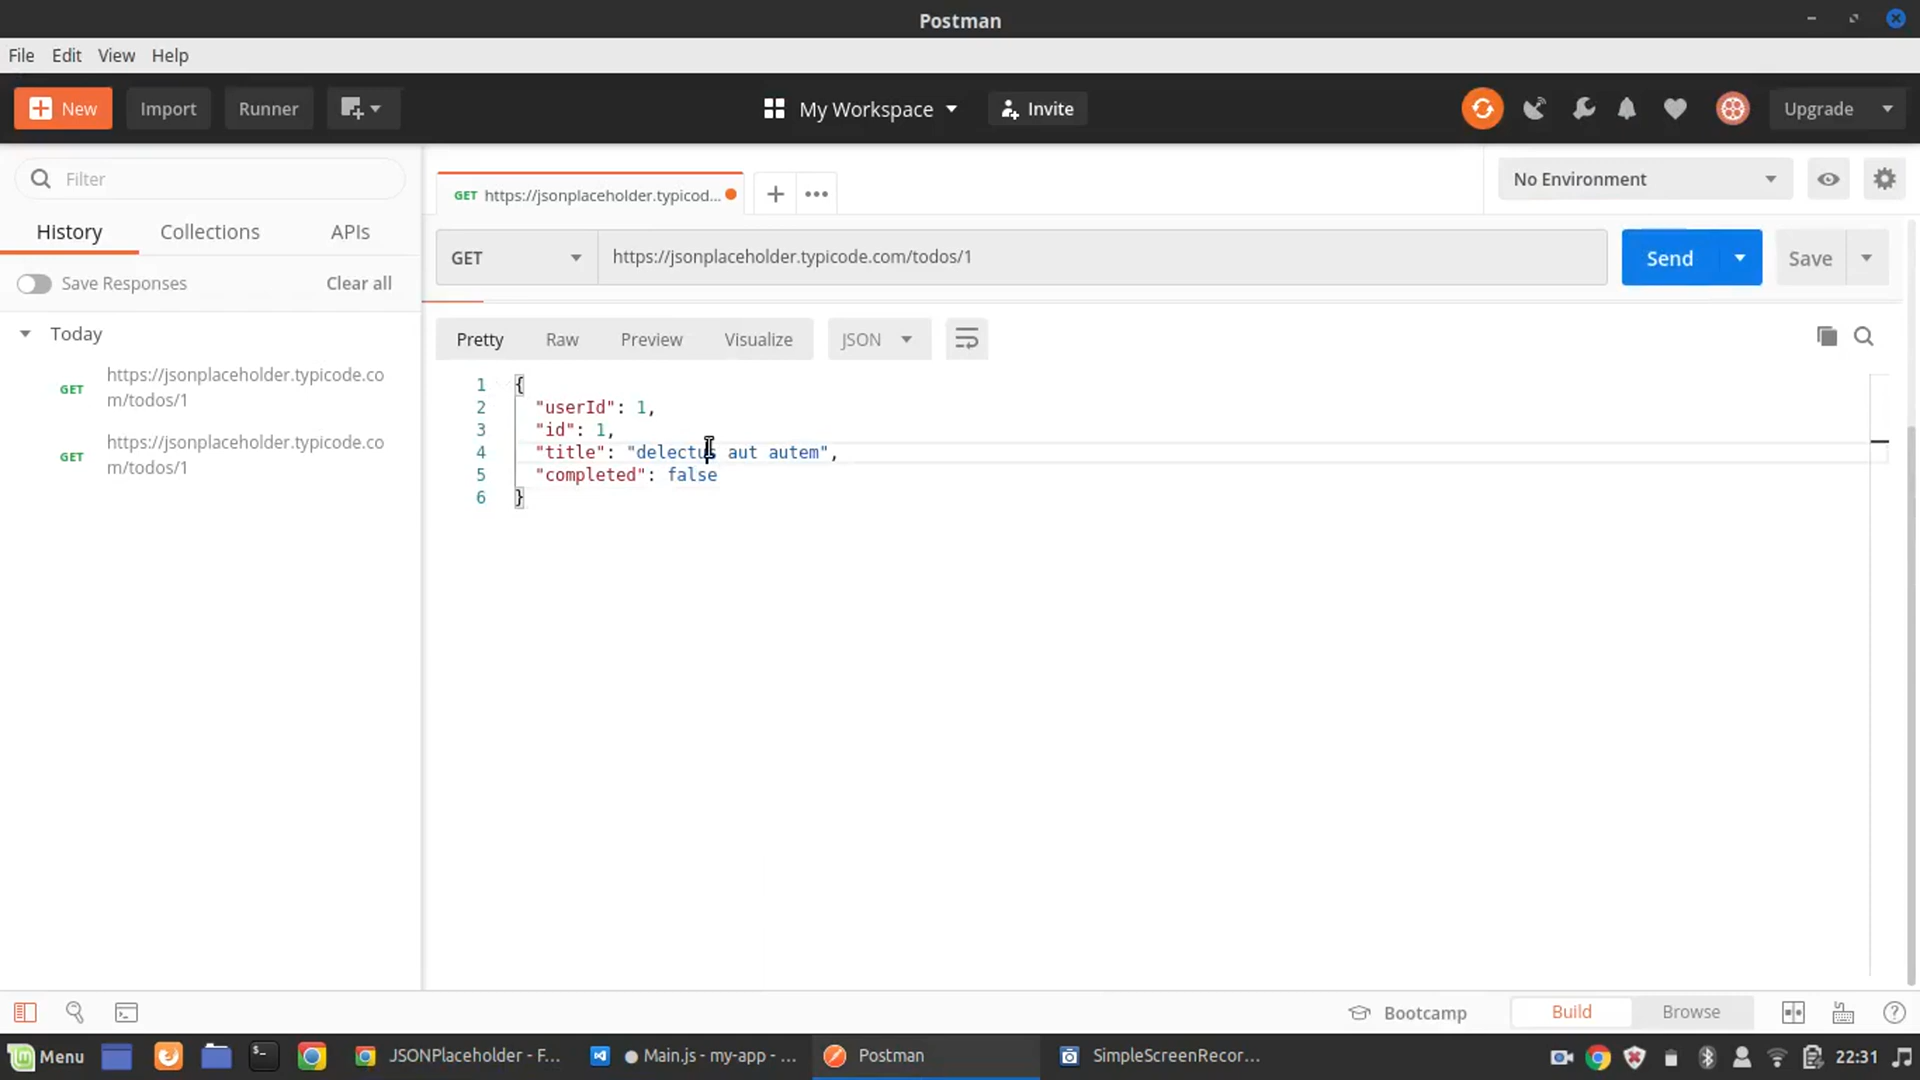 Postman
File Edit View Help
New Import Runner My Workspace Invite Upgrade
Filter
History Collections APIs
Save Responses Clear all
Today
GET https://jsonplaceholder.typicode.co
m/todos/1
GET https://jsonplaceholder.typicode.co
m/todos/1
GET https://jsonplaceholder.typicod...
No Environment
GET https://jsonplaceholder.typicode.com/todos/1 Send Save
Pretty Raw Preview Visualize JSON
1 {
2 "userId": 1,
3 "id": 1,
4 "title": "delectus aut autem",
5 "completed": false
6 }
Bootcamp Build Browse
Menu JSONPlaceholder - F... Main.js - my-app - ... Postman SimpleScreenRecor... 22:31